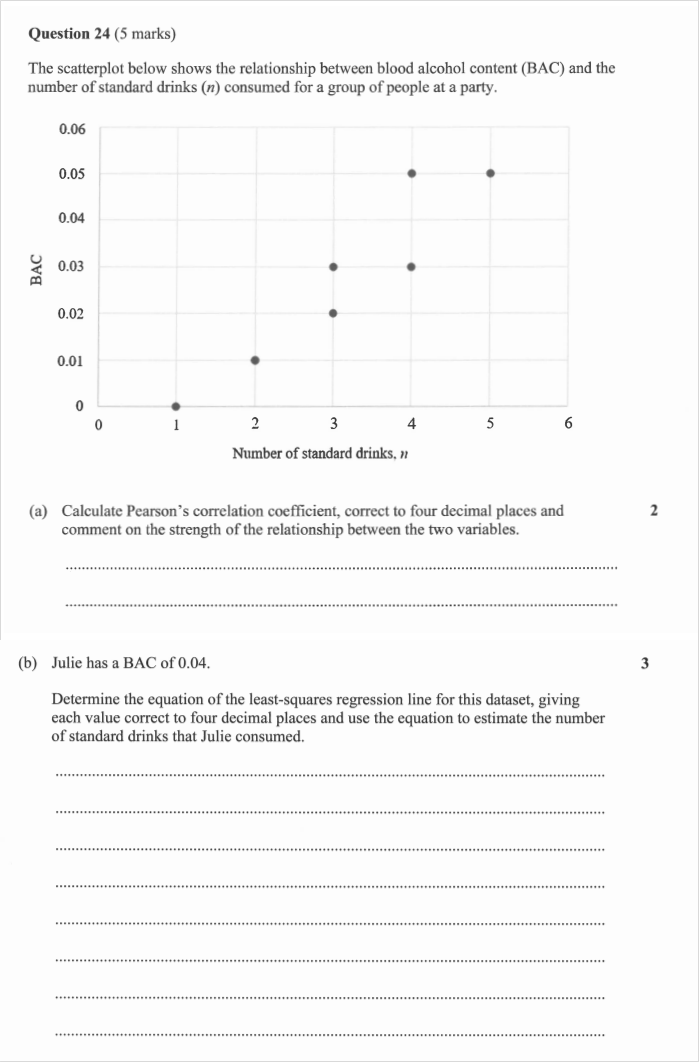 Question 24 (5 marks)
The scatterplot below shows the relationship between blood alcohol content (BAC) and the
number of standard drinks (n) consumed for a group of people at a party.
0.06
0.05
0.04
0.03
0.02
0.01
0
BAC
0 1 2 3 4 5 6
Number of standard drinks, n
(a) Calculate Pearson's correlation coefficient, correct to four decimal places and 2
comment on the strength of the relationship between the two variables.
(b) Julie has a BAC of 0.04. 3
Determine the equation of the least-squares regression line for this dataset, giving
each value correct to four decimal places and use the equation to estimate the number
of standard drinks that Julie consumed.